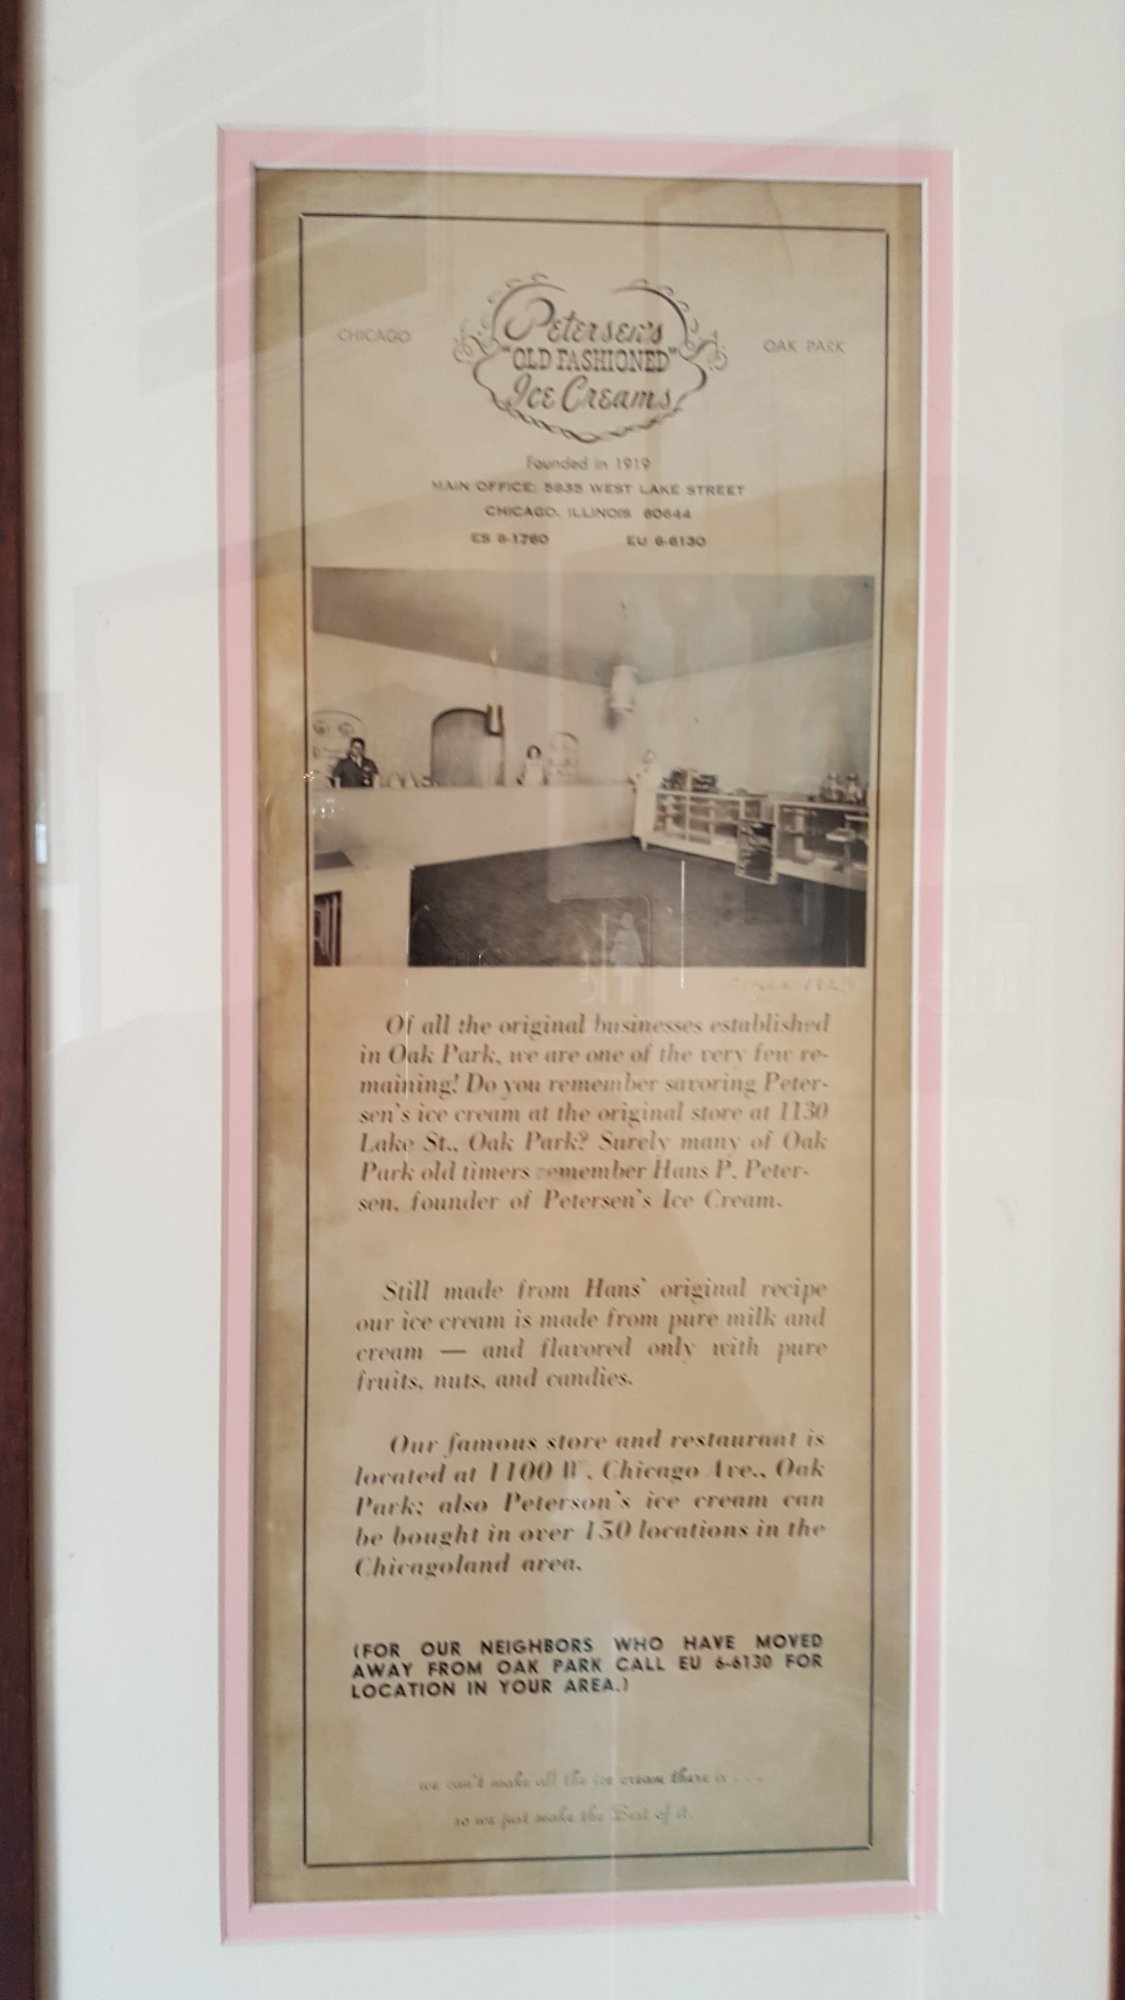 CHICAGO
Petersen's
"OLD FASHIONED"
Ice Creams
OAK PARK
Founded in 1919
MAIN OFFICE: 5835 WEST LAKE STREET
CHICAGO, ILLINOIS 60644
ES 8-1760 EU 6-6130
Of all the original businesses established
in Oak Park, we are one of the very few re-
maining! Do you remember savoring Peter-
sen's ice cream at the original store at 1130
Lake St., Oak Park? Surely many of Oak
Park old timers remember Hans P. Peter-
sen, founder of Petersen's Ice Cream.
Still made from Hans' original recipe
our ice cream is made from pure milk and
cream — and flavored only with pure
fruits, nuts, and candies.
Our famous store and restaurant is
located at 1100 W. Chicago Ave., Oak
Park; also Peterson's ice cream can
be bought in over 150 locations in the
Chicagoland area.
(FOR OUR NEIGHBORS WHO HAVE MOVED
AWAY FROM OAK PARK CALL EU 6-6130 FOR
LOCATION IN YOUR AREA.)
we can't make all the ice cream there is . . .
so we just make the Best of it.